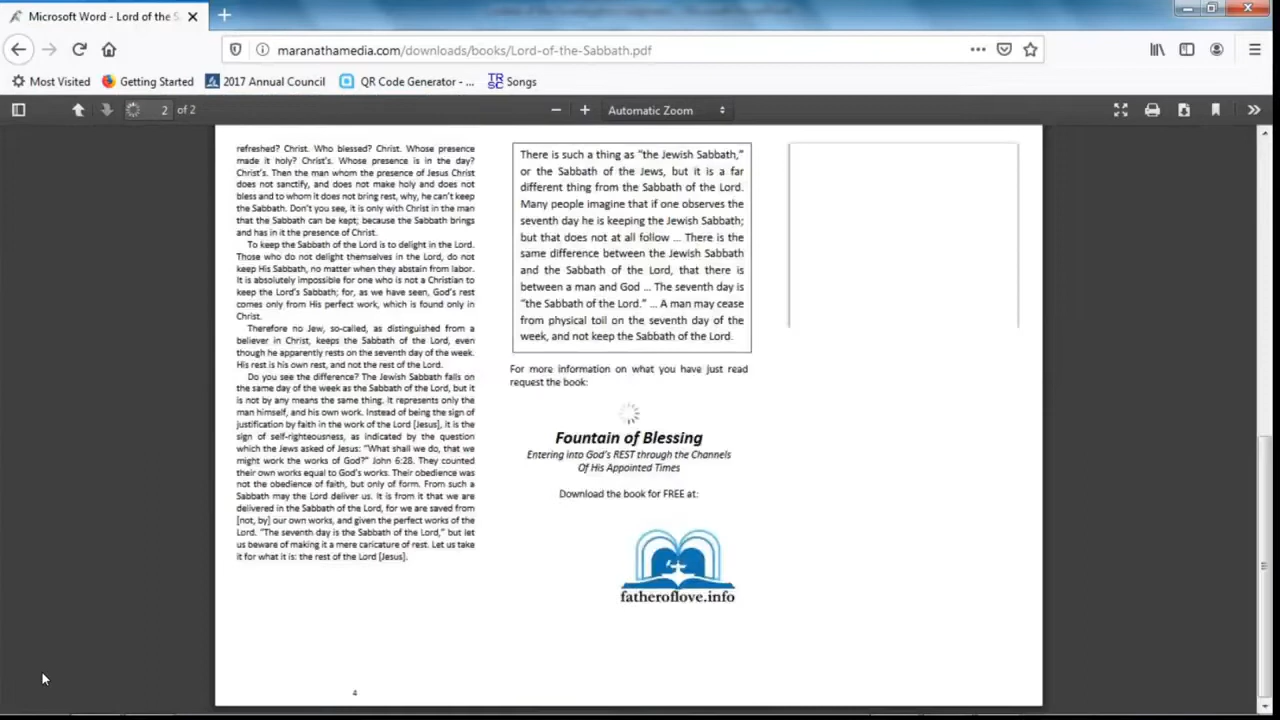 Microsoft Word - Lord of the S
maranathamedia.com/downloads/books/Lord-of-the-Sabbath.pdf
Most Visited
Getting Started
2017 Annual Council
QR Code Generator - ...
TR
SC
Songs
2 of 2
Automatic Zoom
refreshed? Christ. Who blessed? Christ. Whose presence
made it holy? Christ's. Whose presence is in the day?
Christ's. Then the man whom the presence of Jesus Christ
does not sanctify, and does not make holy and does not
bless and to whom it does not bring rest, why, he can't keep
the Sabbath. Don't you see, it is only with Christ in the man
that the Sabbath can be kept; because the Sabbath brings
and has in it the presence of Christ.
To keep the Sabbath of the Lord is to delight in the Lord.
Those who do not delight themselves in the Lord, do not
keep His Sabbath, no matter when they abstain from labor.
It is absolutely impossible for one who is not a Christian to
keep the Lord's Sabbath; for, as we have seen, God's rest
comes only from His perfect work, which is found only in
Christ.
Therefore no Jew, so-called, as distinguished from a
believer in Christ, keeps the Sabbath of the Lord, even
though he apparently rests on the seventh day of the week.
His rest is his own rest, and not the rest of the Lord.
Do you see the difference? The Jewish Sabbath falls on
the same day of the week as the Sabbath of the Lord, but it
is not by any means the same thing. It represents only the
man himself, and his own work. Instead of being the sign of
justification by faith in the work of the Lord [Jesus], it is the
sign of self-righteousness, as indicated by the question
which the Jews asked of Jesus: "What shall we do, that we
might work the works of God?" John 6:28. They counted
their own works equal to God's works. Their obedience was
not the obedience of faith, but only of form. From such a
Sabbath may the Lord deliver us. It is from it that we are
delivered in the Sabbath of the Lord, for we are saved from
[not, by] our own works, and given the perfect works of the
Lord. "The seventh day is the Sabbath of the Lord," but let
us beware of making it a mere caricature of rest. Let us take
it for what it is: the rest of the Lord [Jesus].
4
There is such a thing as "the Jewish Sabbath,"
or the Sabbath of the Jews, but it is a far
different thing from the Sabbath of the Lord.
Many people imagine that if one observes the
seventh day he is keeping the Jewish Sabbath;
but that does not at all follow ... There is the
same difference between the Jewish Sabbath
and the Sabbath of the Lord, that there is
between a man and God ... The seventh day is
"the Sabbath of the Lord." ... A man may cease
from physical toil on the seventh day of the
week, and not keep the Sabbath of the Lord.
For more information on what you have just read
request the book:
Fountain of Blessing
Entering into God's REST through the Channels
Of His Appointed Times
Download the book for FREE at:
fatheroflove.info